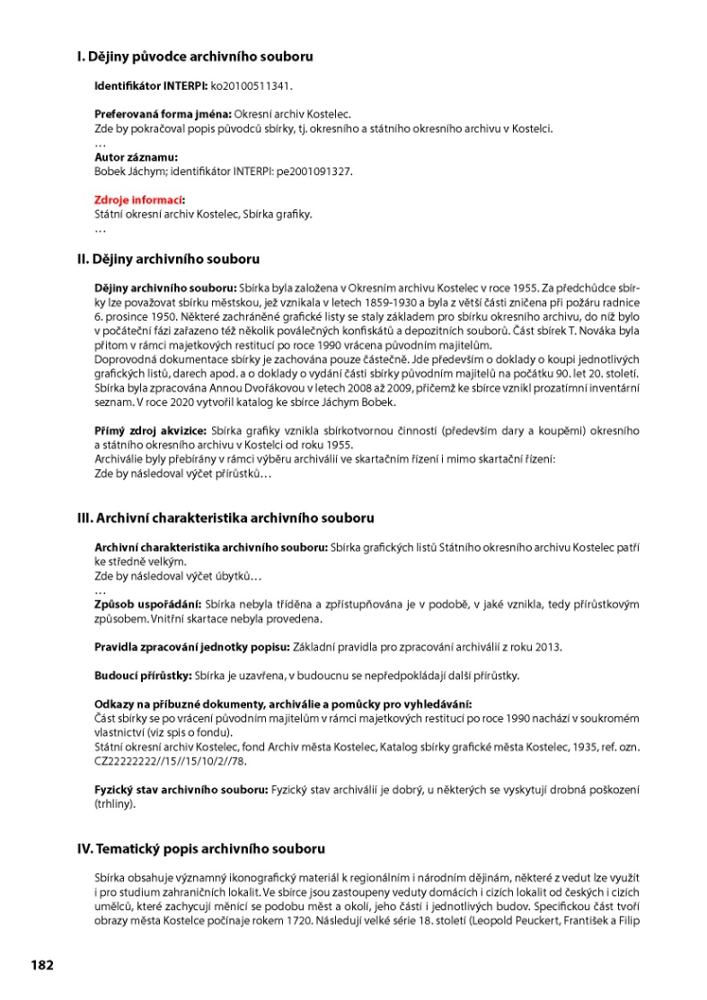 I. Dějiny původce archivního souboru
Identifikátor INTERPI: ko20100511341.
Preferovaná forma jména: Okresní archiv Kostelec.
Zde by pokračoval popis původců sbírky, tj. okresního a státního okresního archivu v Kostelci.
…
Autor záznamu:
Bobek Jáchym; identifikátor INTERPI: pe2001091327.
Zdroje informací:
Státní okresní archiv Kostelec, Sbírka grafiky.
…
II. Dějiny archivního souboru
Dějiny archivního souboru: Sbírka byla založena v Okresním archivu Kostelec v roce 1955. Za předchůdce sbír-
ky lze považovat sbírku městskou, jež vznikala v letech 1859-1930 a byla z větší části zničena při požáru radnice
6. prosince 1950. Některé zachráněné grafické listy se staly základem pro sbírku okresního archivu, do níž bylo
v počáteční fázi zařazeno též několik poválečných konfiskátů a depozitních souborů. Část sbírek T. Nováka byla
přitom v rámci majetkových restitucí po roce 1990 vrácena původním majitelům.
Doprovodná dokumentace sbírky je zachována pouze částečně. Jde především o doklady o koupi jednotlivých
grafických listů, darech apod. a o doklady o vydání části sbírky původním majitelů na počátku 90. let 20. století.
Sbírka byla zpracována Annou Dvořákovou v letech 2008 až 2009, přičemž ke sbírce vznikl prozatímní inventární
seznam. V roce 2020 vytvořil katalog ke sbírce Jáchym Bobek.
Přímý zdroj akvizice: Sbírka grafiky vznikla sbírkotvornou činností (především dary a koupěmi) okresního
a státního okresního archivu v Kostelci od roku 1955.
Archiválie byly přebírány v rámci výběru archiválií ve skartačním řízení i mimo skartační řízení:
Zde by následoval výčet přírůstků…
III. Archivní charakteristika archivního souboru
Archivní charakteristika archivního souboru: Sbírka grafických listů Státního okresního archivu Kostelec patří
ke středně velkým.
Zde by následoval výčet úbytků…
…
Způsob uspořádání: Sbírka nebyla tříděna a zpřístupňována je v podobě, v jaké vznikla, tedy přírůstkovým
způsobem. Vnitřní skartace nebyla provedena.
Pravidla zpracování jednotky popisu: Základní pravidla pro zpracování archiválií z roku 2013.
Budoucí přírůstky: Sbírka je uzavřena, v budoucnu se nepředpokládají další přírůstky.
Odkazy na příbuzné dokumenty, archiválie a pomůcky pro vyhledávání:
Část sbírky se po vrácení původním majitelům v rámci majetkových restitucí po roce 1990 nachází v soukromém
vlastnictví (viz spis o fondu).
Státní okresní archiv Kostelec, fond Archiv města Kostelec, Katalog sbírky grafické města Kostelec, 1935, ref. ozn.
CZ22222222//15//15/10/2//78.
Fyzický stav archivního souboru: Fyzický stav archiválií je dobrý, u některých se vyskytují drobná poškození
(trhliny).
IV. Tematický popis archivního souboru
Sbírka obsahuje významný ikonografický materiál k regionálním i národním dějinám, některé z vedut lze využít
i pro studium zahraničních lokalit. Ve sbírce jsou zastoupeny veduty domácích i cizích lokalit od českých i cizích
umělců, které zachycují měnící se podobu měst a okolí, jeho částí i jednotlivých budov. Specifickou část tvoří
obrazy města Kostelce počínaje rokem 1720. Následují velké série 18. století (Leopold Peuckert, František a Filip
182